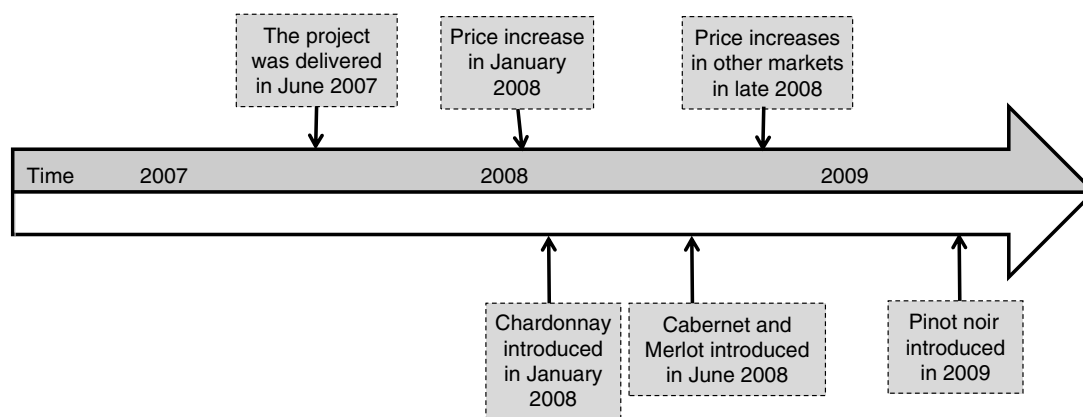 The project
was delivered
in June 2007
Price increase
in January
2008
Price increases
in other markets
in late 2008
Time 2007 2008 2009
Chardonnay
introduced
in January
2008
Cabernet and
Merlot introduced
in June 2008
Pinot noir
introduced
in 2009